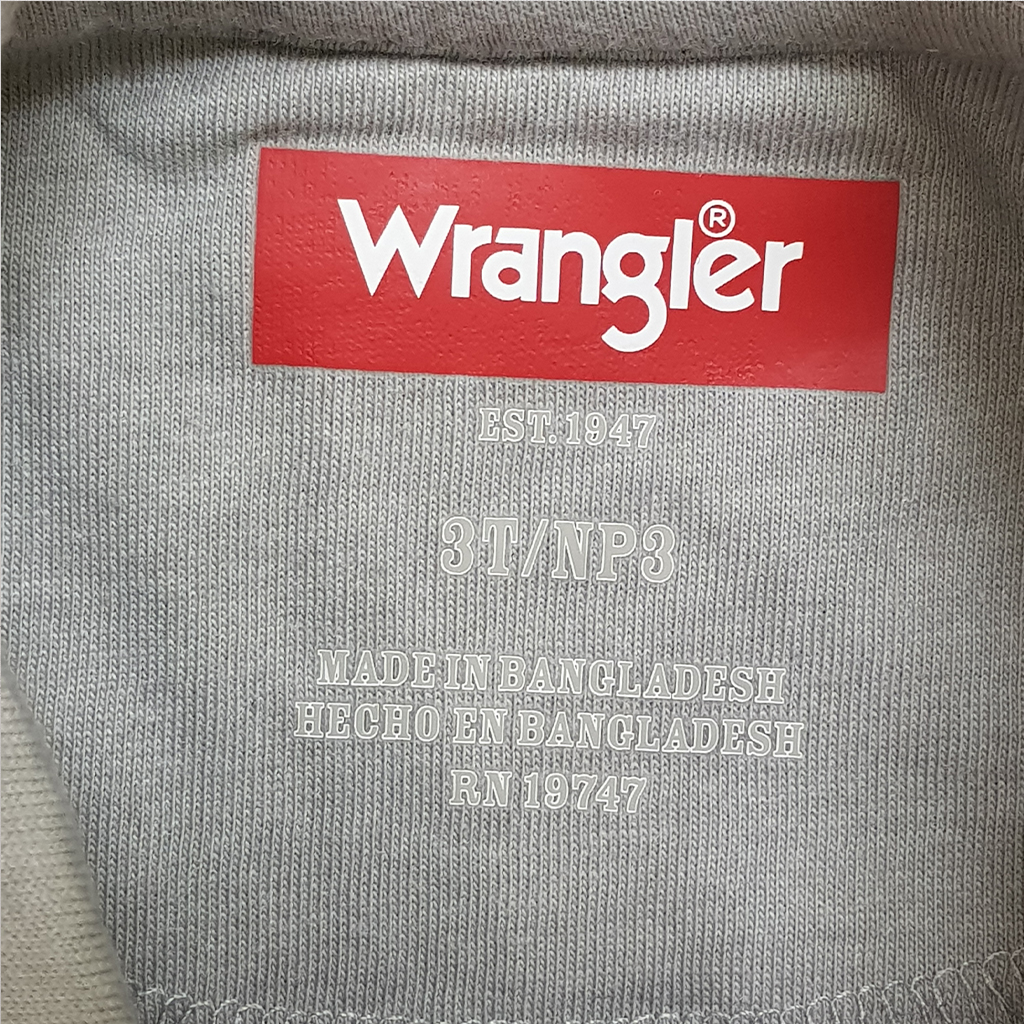 Wrangler®
EST. 1947
3T/NP3
MADE IN BANGLADESH
HECHO EN BANGLADESH
RN 19747